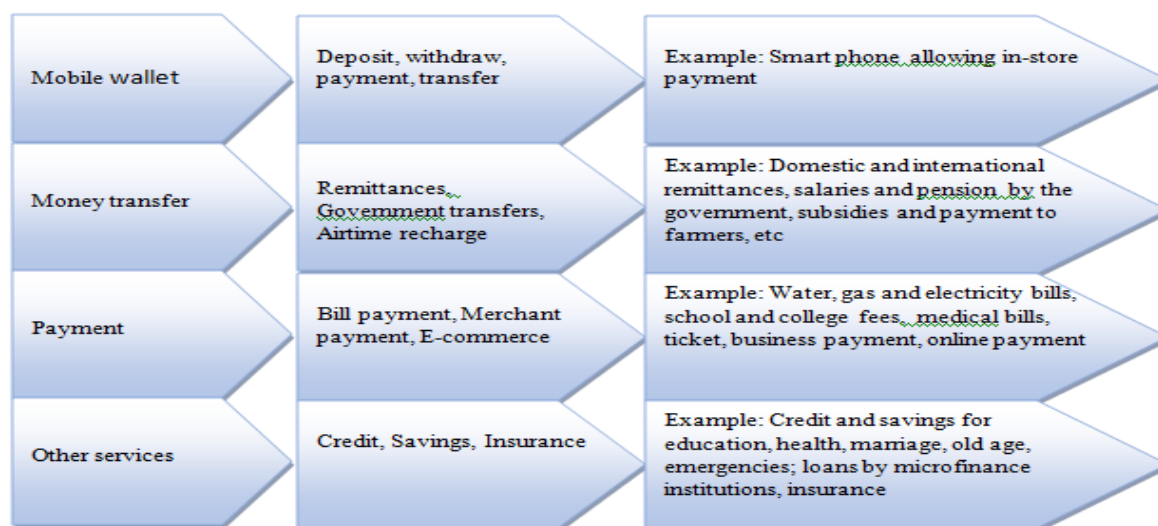 Mobile wallet
Deposit, withdraw,
payment, transfer
Example: Smart phone allowing in-store
payment
Money transfer
Remittances,
Government transfers,
Airtime recharge
Example: Domestic and international
remittances, salaries and pension by the
government, subsidies and payment to
farmers, etc
Payment
Bill payment, Merchant
payment, E-commerce
Example: Water, gas and electricity bills,
school and college fees, medical bills,
ticket, business payment, online payment
Other services
Credit, Savings, Insurance
Example: Credit and savings for
education, health, marriage, old age,
emergencies; loans by microfinance
institutions, insurance